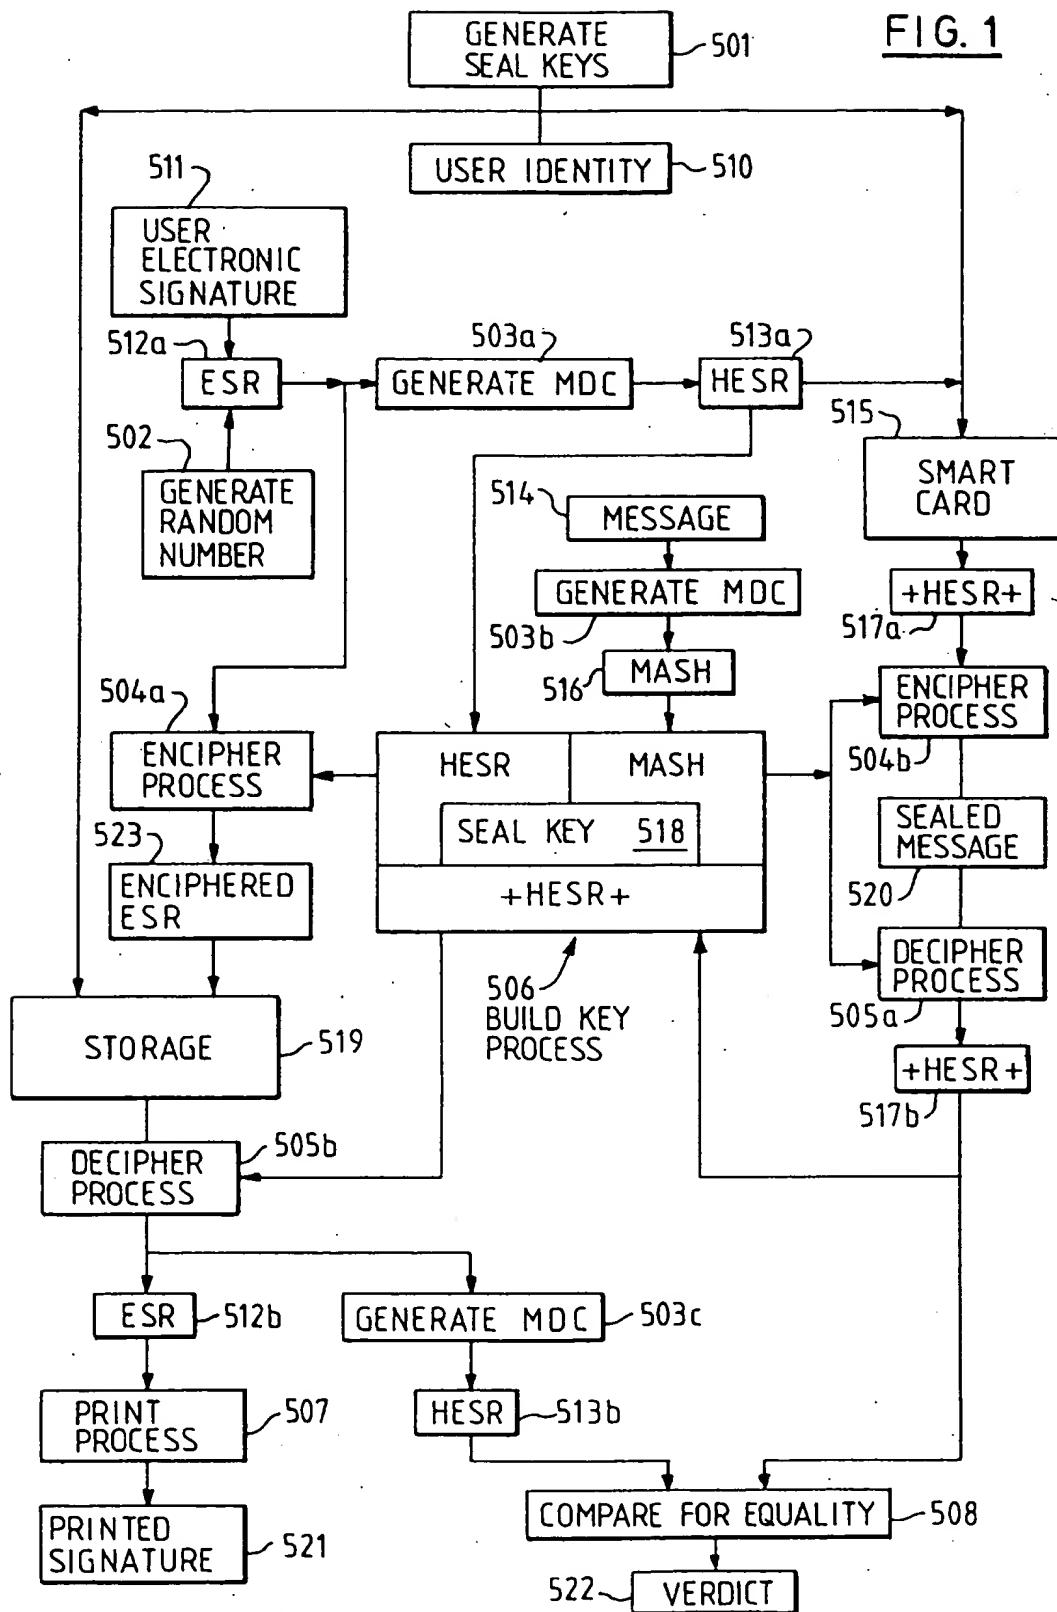 FIG. 1
GENERATE
SEAL KEYS
501
USER IDENTITY
510
511
USER
ELECTRONIC
SIGNATURE
512a
ESR
503a
GENERATE MDC
513a
HESR
502
GENERATE
RANDOM
NUMBER
515
SMART
CARD
514
MESSAGE
GENERATE MDC
503b
516
MASH
+HESR+
517a
504a
ENCIPHER
PROCESS
HESR
MASH
SEAL KEY 518
+HESR+
ENCIPHER
PROCESS
504b
523
ENCIPHERED
ESR
SEALED
MESSAGE
520
506
BUILD KEY
PROCESS
DECIPHER
PROCESS
505a
STORAGE
519
+HESR+
517b
DECIPHER
PROCESS
505b
ESR
512b
GENERATE MDC
503c
PRINT
PROCESS
507
HESR
513b
PRINTED
SIGNATURE
521
COMPARE FOR EQUALITY
508
522
VERDICT